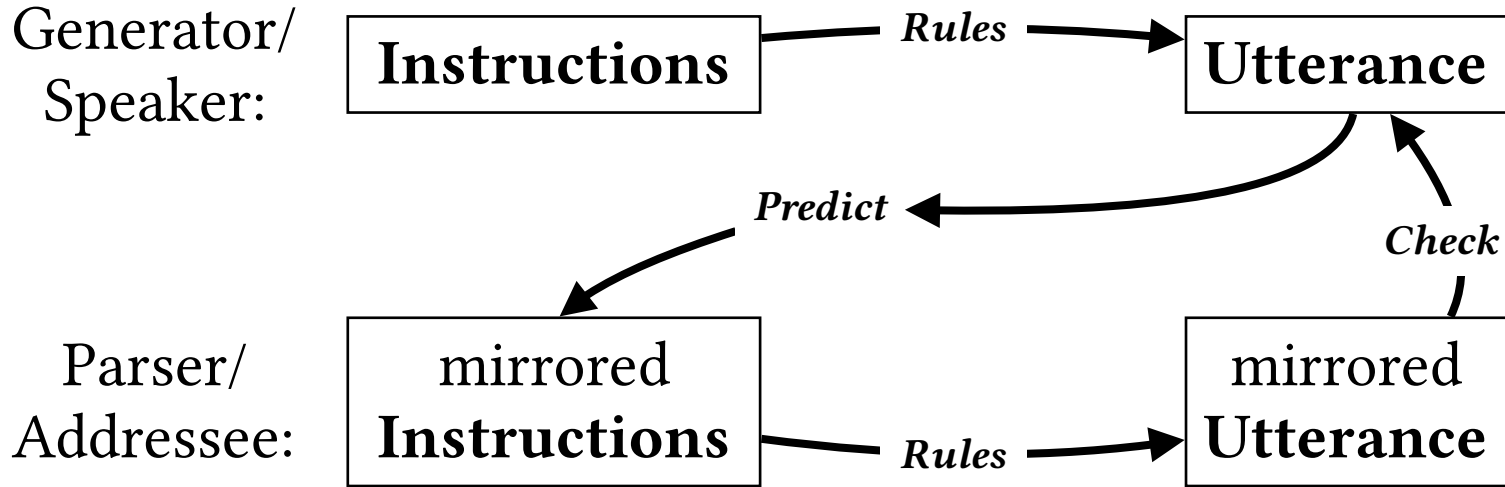 Generator/
Speaker:
Instructions
Rules
Utterance
Predict
Check
Parser/
Addressee:
mirrored
Instructions
Rules
mirrored
Utterance